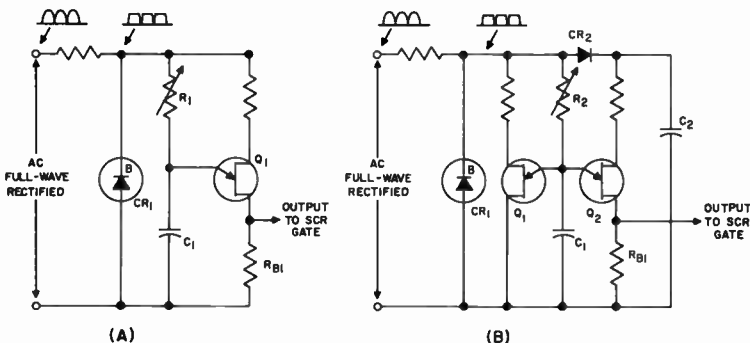 R1
B
CR1
Q1
C1
AC
FULL-WAVE
RECTIFIED
OUTPUT
TO SCR
GATE
RB1
(A)
CR2
R2
C2
B
CR1
Q1
Q2
C1
AC
FULL-WAVE
RECTIFIED
OUTPUT
TO SCR
GATE
RB1
(B)